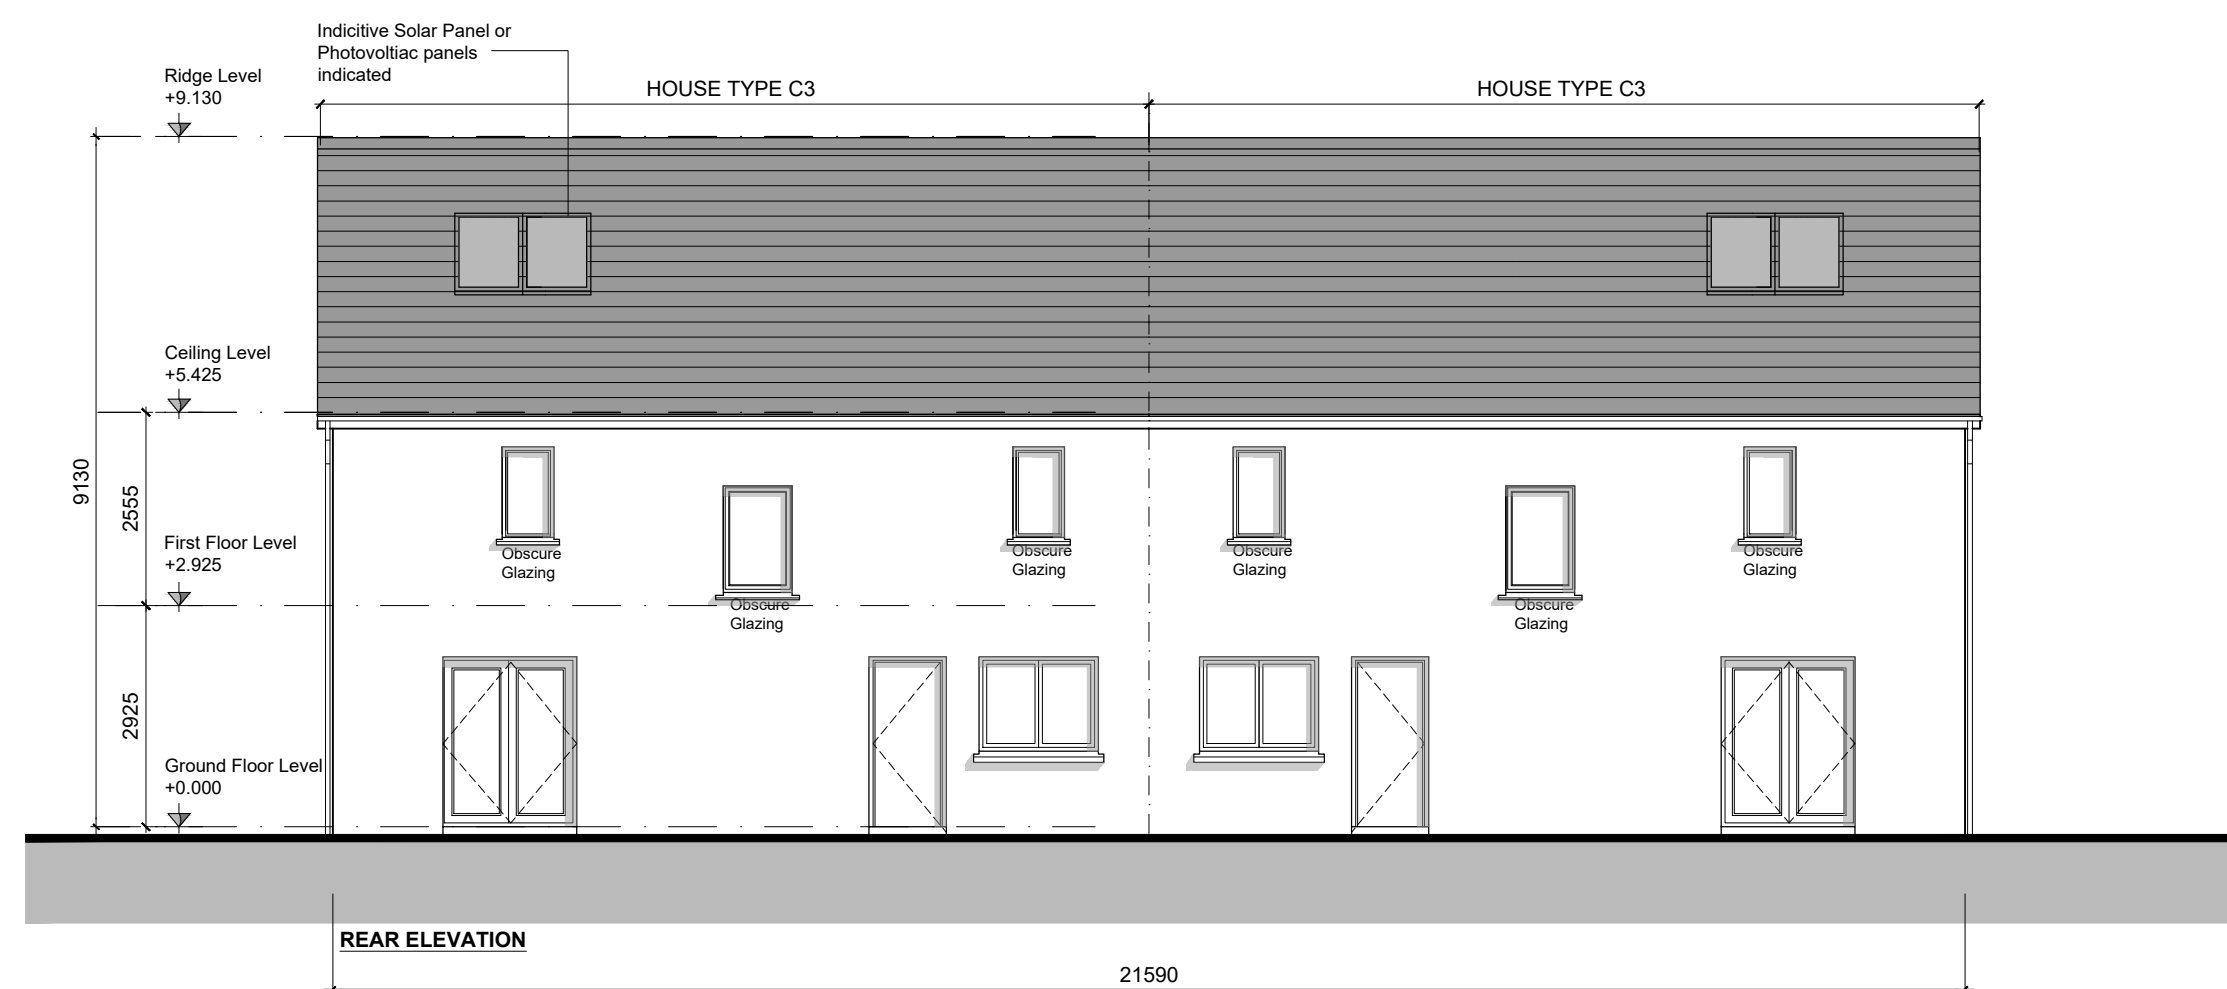 Indicitive Solar Panel or
Photovoltiac panels
indicated
Ridge Level
+9.130
HOUSE TYPE C3
HOUSE TYPE C3
Ceiling Level
+5.425
9130
2555
First Floor Level
+2.925
Obscure
Glazing
Obscure
Glazing
Obscure
Glazing
Obscure
Glazing
Obscure
Glazing
Obscure
Glazing
2925
Ground Floor Level
+0.000
REAR ELEVATION
21590